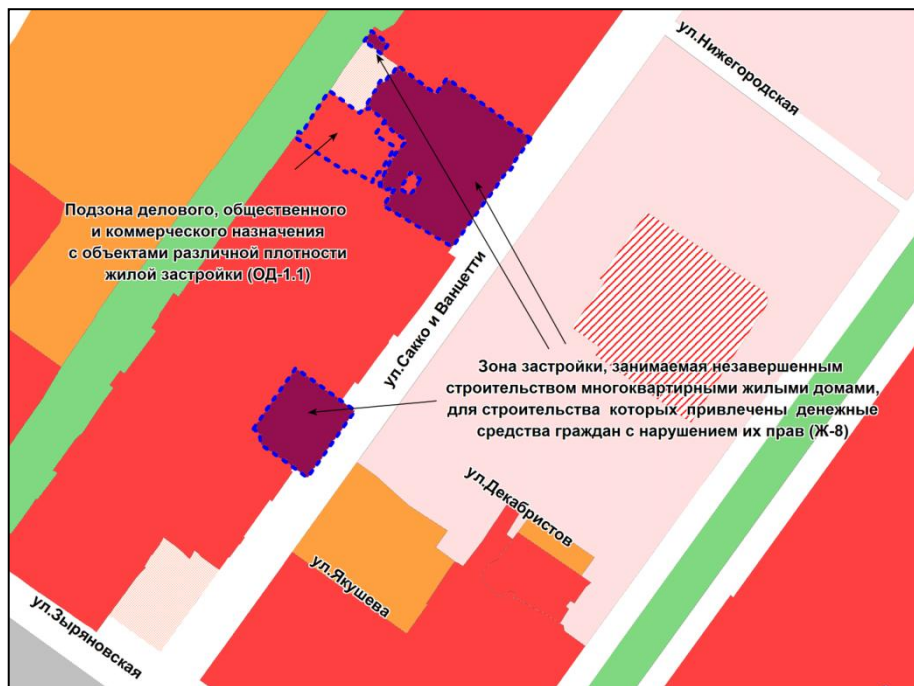 ул.Нижегородская
Подзона делового, общественного
и коммерческого назначения
с объектами различной плотности
жилой застройки (ОД-1.1)
ул.Сакко и Ванцетти
Зона застройки, занимаемая незавершенным
строительством многоквартирными жилыми домами,
для строительства которых привлечены денежные
средства граждан с нарушением их прав (Ж-8)
ул.Декабристов
ул.Якушева
ул.Зыряновская